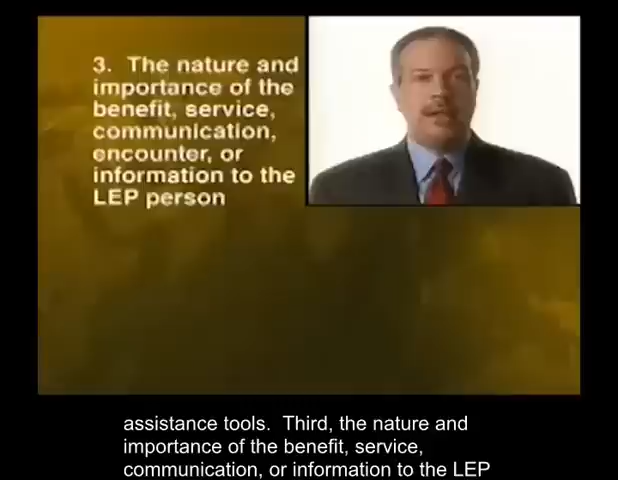 3. The nature and
importance of the
benefit, service,
communication,
encounter, or
information to the
LEP person
assistance tools. Third, the nature and
importance of the benefit, service,
communication, or information to the LEP